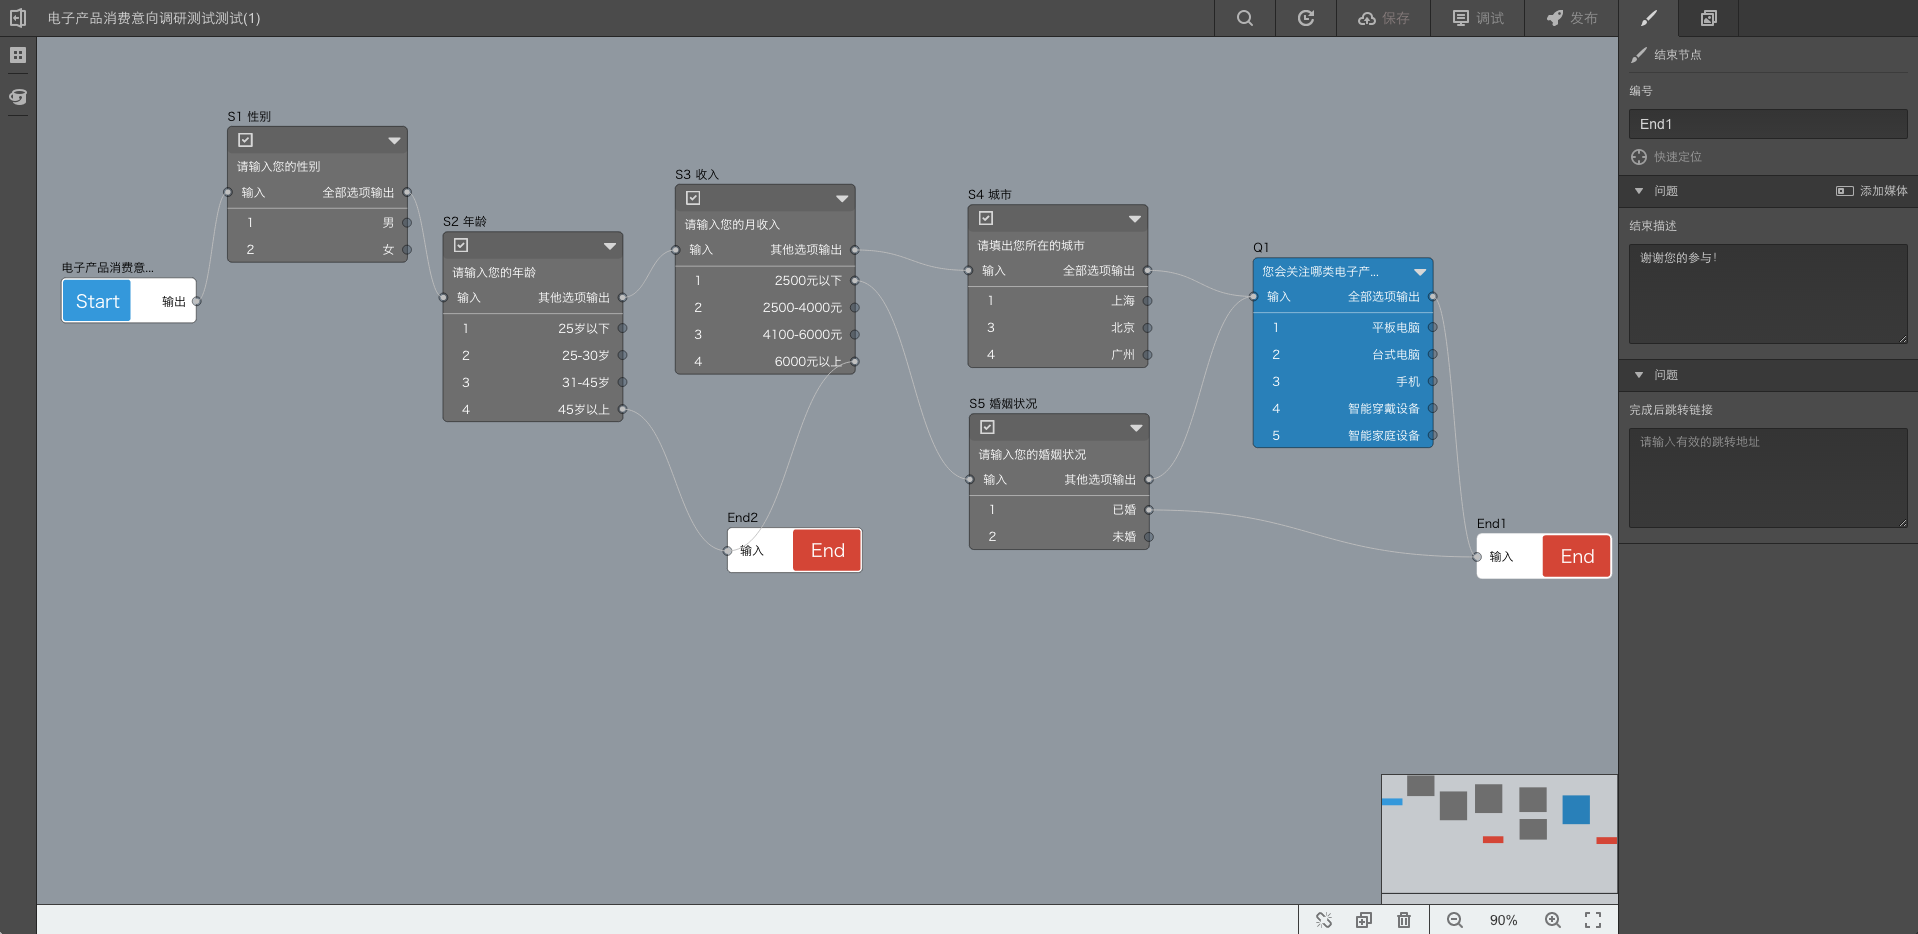 电子产品消费意向调研测试测试(1)
保存
调试
发布
电子产品消费意...
Start
输出
S1 性别
请输入您的性别
输入 全部选项输出
1 男
2 女
S2 年龄
请输入您的年龄
输入 其他选项输出
1 25岁以下
2 25-30岁
3 31-45岁
4 45岁以上
S3 收入
请输入您的月收入
输入 其他选项输出
1 2500元以下
2 2500-4000元
3 4100-6000元
4 6000元以上
End2
输入 End
S4 城市
请填出您所在的城市
输入 全部选项输出
1 上海
3 北京
4 广州
S5 婚姻状况
请输入您的婚姻状况
输入 其他选项输出
1 已婚
2 未婚
Q1
您会关注哪类电子产...
输入 全部选项输出
1 平板电脑
2 台式电脑
3 手机
4 智能穿戴设备
5 智能家庭设备
End1
输入 End
90%
结束节点
编号
End1
快速定位
问题 添加媒体
结束描述
谢谢您的参与！
问题
完成后跳转链接
请输入有效的跳转地址